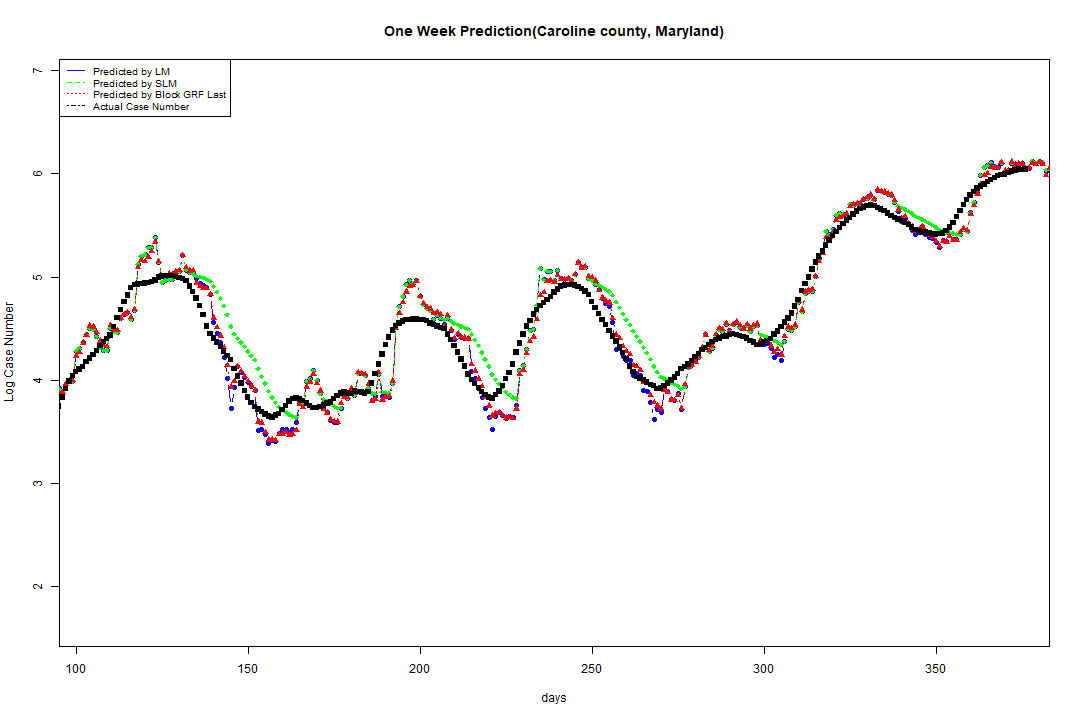 One Week Prediction(Caroline county, Maryland)
Predicted by LM
Predicted by SLM
Predicted by Block GRF Last
Actual Case Number
7
6
5
4
3
2
Log Case Number
100 150 200 250 300 350
days